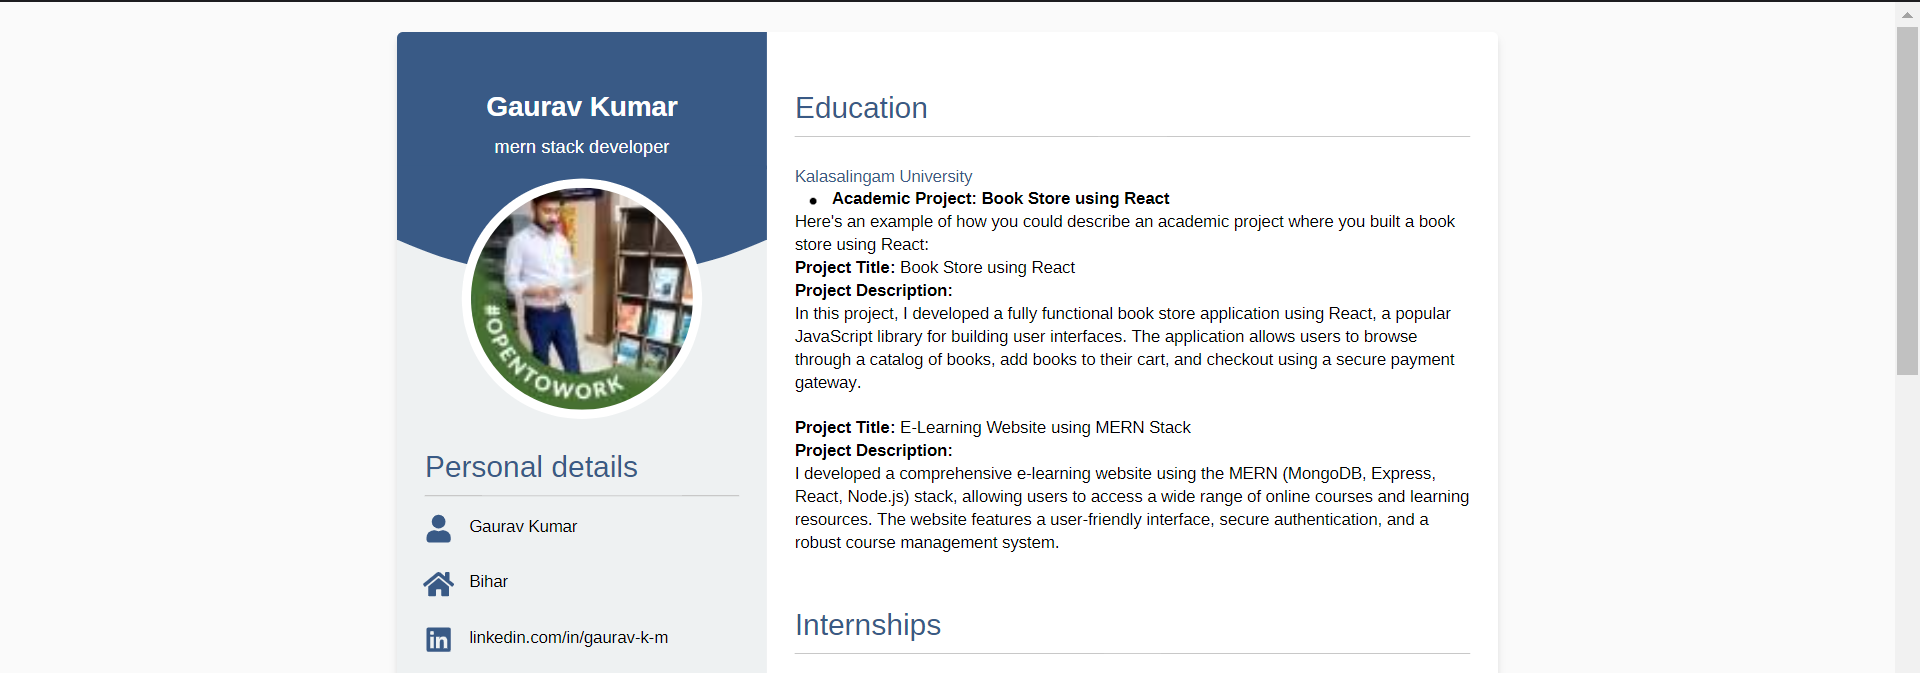 Gaurav Kumar
mern stack developer
#OPENTOWORK
Personal details
Gaurav Kumar
Bihar
linkedin.com/in/gaurav-k-m
Education
Kalasalingam University
Academic Project: Book Store using React
Here's an example of how you could describe an academic project where you built a book
store using React:
Project Title: Book Store using React
Project Description:
In this project, I developed a fully functional book store application using React, a popular
JavaScript library for building user interfaces. The application allows users to browse
through a catalog of books, add books to their cart, and checkout using a secure payment
gateway.
Project Title: E-Learning Website using MERN Stack
Project Description:
I developed a comprehensive e-learning website using the MERN (MongoDB, Express,
React, Node.js) stack, allowing users to access a wide range of online courses and learning
resources. The website features a user-friendly interface, secure authentication, and a
robust course management system.
Internships